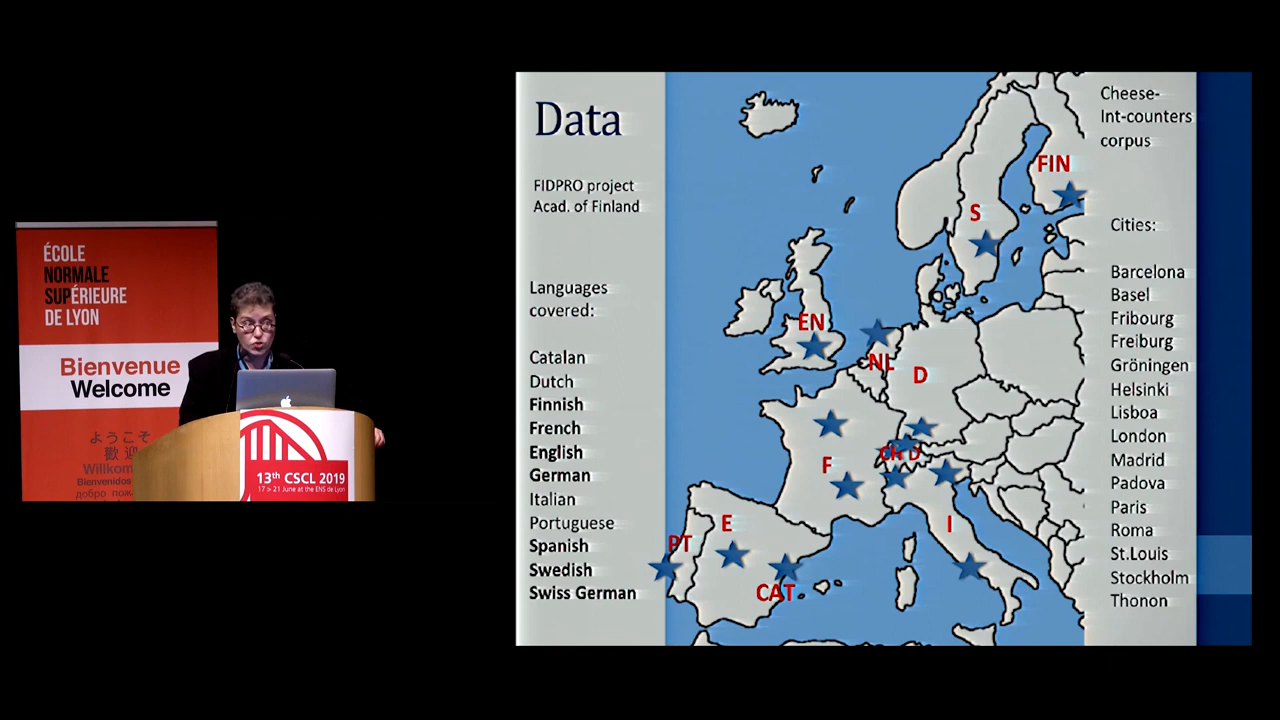 ÉCOLE
NORMALE
SUPÉRIEURE
DE LYON
Bienvenue
Welcome
ようこそ
歡迎
Willkom
Bienvenidos
добро пож
13th CSCL 2019
17 > 21 June at the ENS de Lyon
Data
FIDPRO project
Acad. of Finland
Languages
covered:
Catalan
Dutch
Finnish
French
English
German
Italian
Portuguese
Spanish
Swedish
Swiss German
FIN
S
EN
NL
D
CH D
F
E
I
PT
CAT
Cheese-
Int-counters
corpus
Cities:
Barcelona
Basel
Fribourg
Freiburg
Gröningen
Helsinki
Lisboa
London
Madrid
Padova
Paris
Roma
St.Louis
Stockholm
Thonon